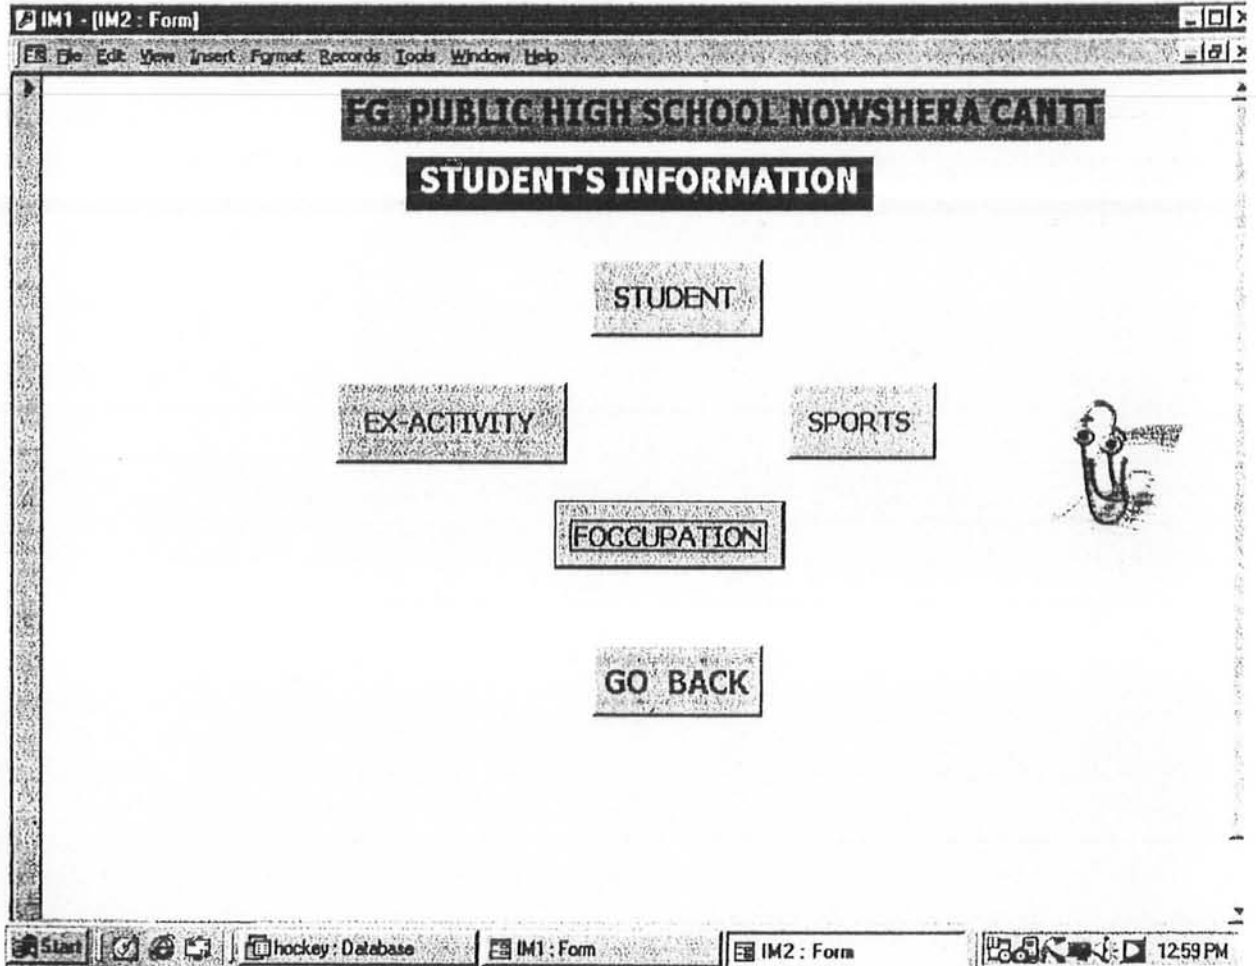 IM1 - [IM2 : Form]
File Edit View Insert Format Records Tools Window Help
FG PUBLIC HIGH SCHOOL NOWSHERA CANTT
STUDENT'S INFORMATION
STUDENT
EX-ACTIVITY SPORTS
FOCCUPATION
GO BACK
Start hockey : Database IM1 : Form IM2 : Form 12:59 PM